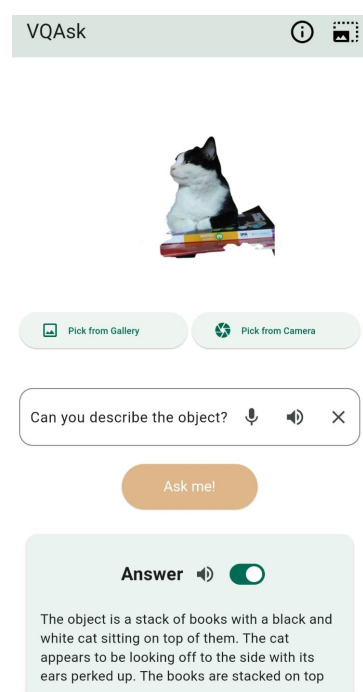 VQAsk
Pick from Gallery
Pick from Camera
Can you describe the object?
Ask me!
Answer
The object is a stack of books with a black and
white cat sitting on top of them. The cat
appears to be looking off to the side with its
ears perked up. The books are stacked on top